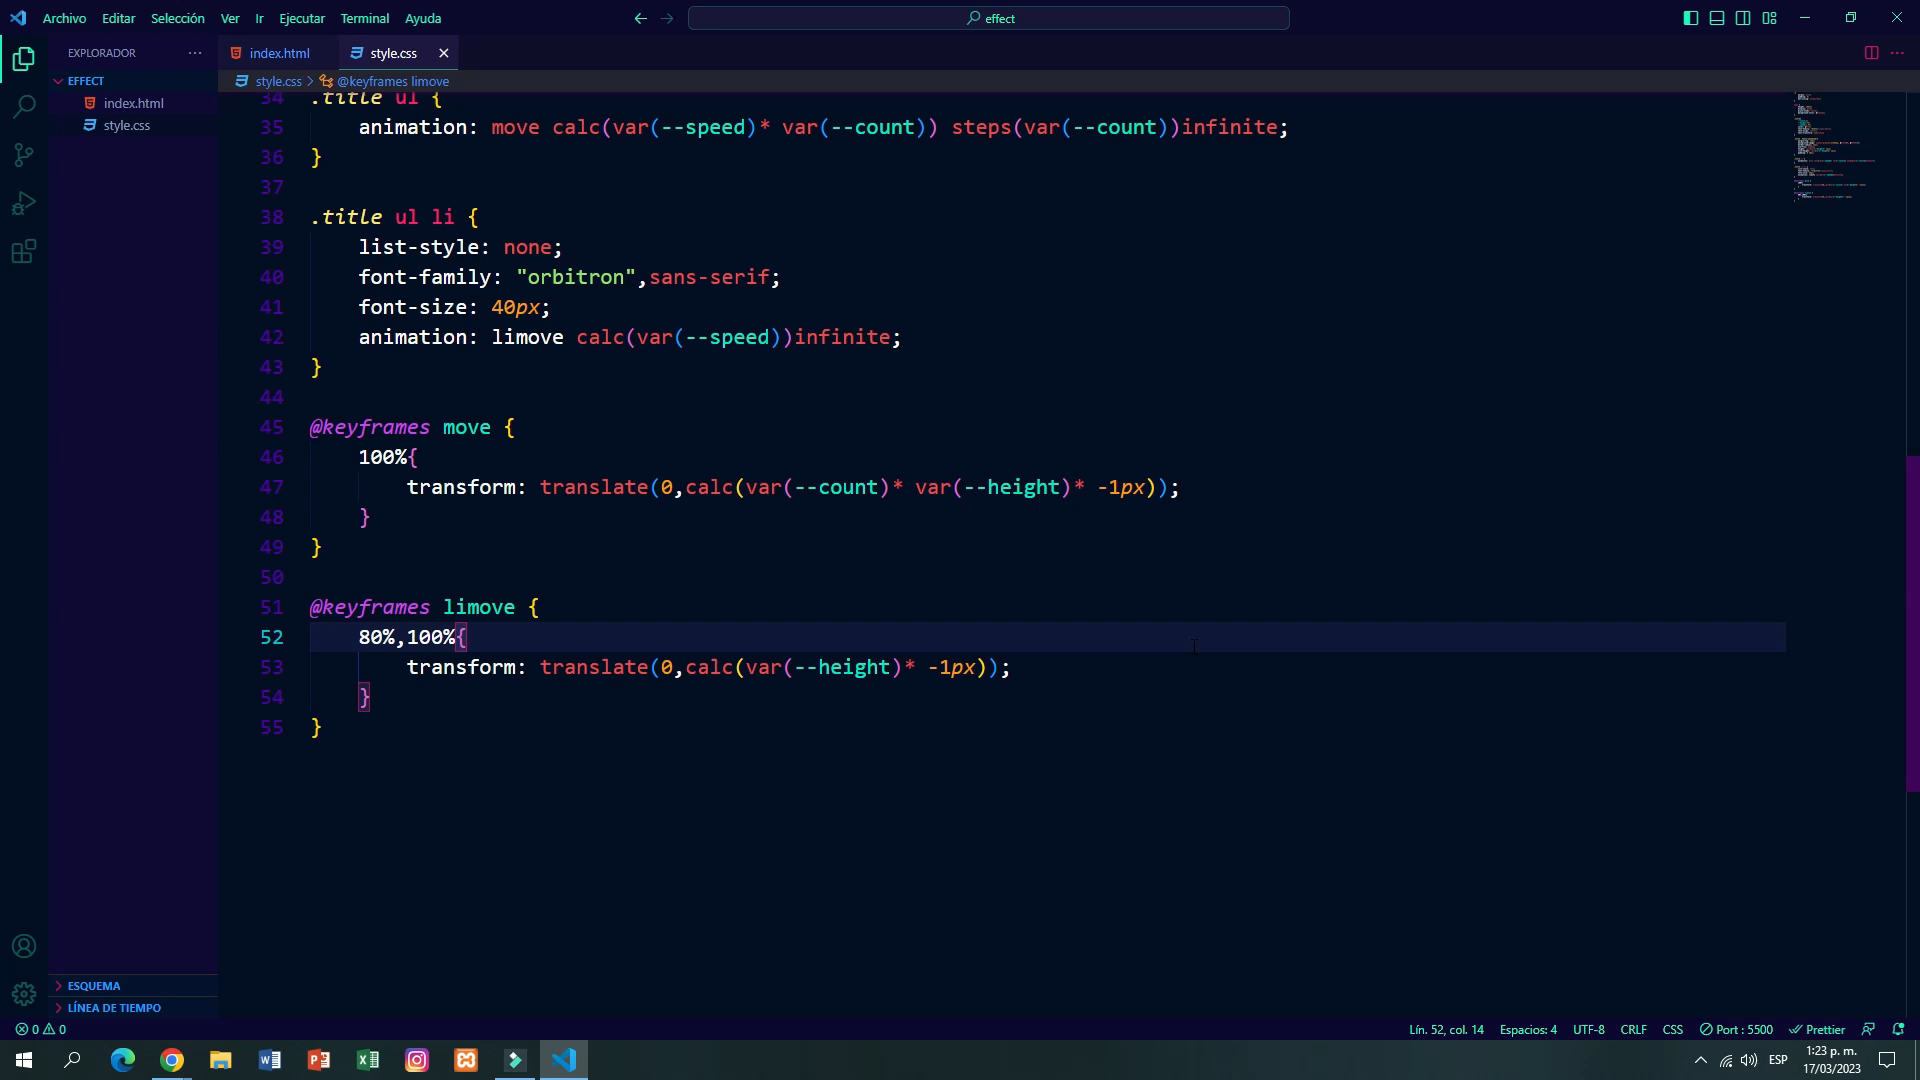 Archivo Editar Selección Ver Ir Ejecutar Terminal Ayuda
effect
EXPLORADOR
index.html
style.css
EFFECT
style.css > @keyframes limove
index.html
style.css
34 .title ul {
35 animation: move calc(var(--speed)* var(--count)) steps(var(--count))infinite;
36 }
37
38 .title ul li {
39 list-style: none;
40 font-family: "orbitron",sans-serif;
41 font-size: 40px;
42 animation: limove calc(var(--speed))infinite;
43 }
44
45 @keyframes move {
46 100%{
47 transform: translate(0,calc(var(--count)* var(--height)* -1px));
48 }
49 }
50
51 @keyframes limove {
52 80%,100%{
53 transform: translate(0,calc(var(--height)* -1px));
54 }
55 }
ESQUEMA
LÍNEA DE TIEMPO
0 0
Lín. 52, col. 14 Espacios: 4 UTF-8 CRLF CSS Port : 5500 Prettier
ESP
1:23 p. m.
17/03/2023